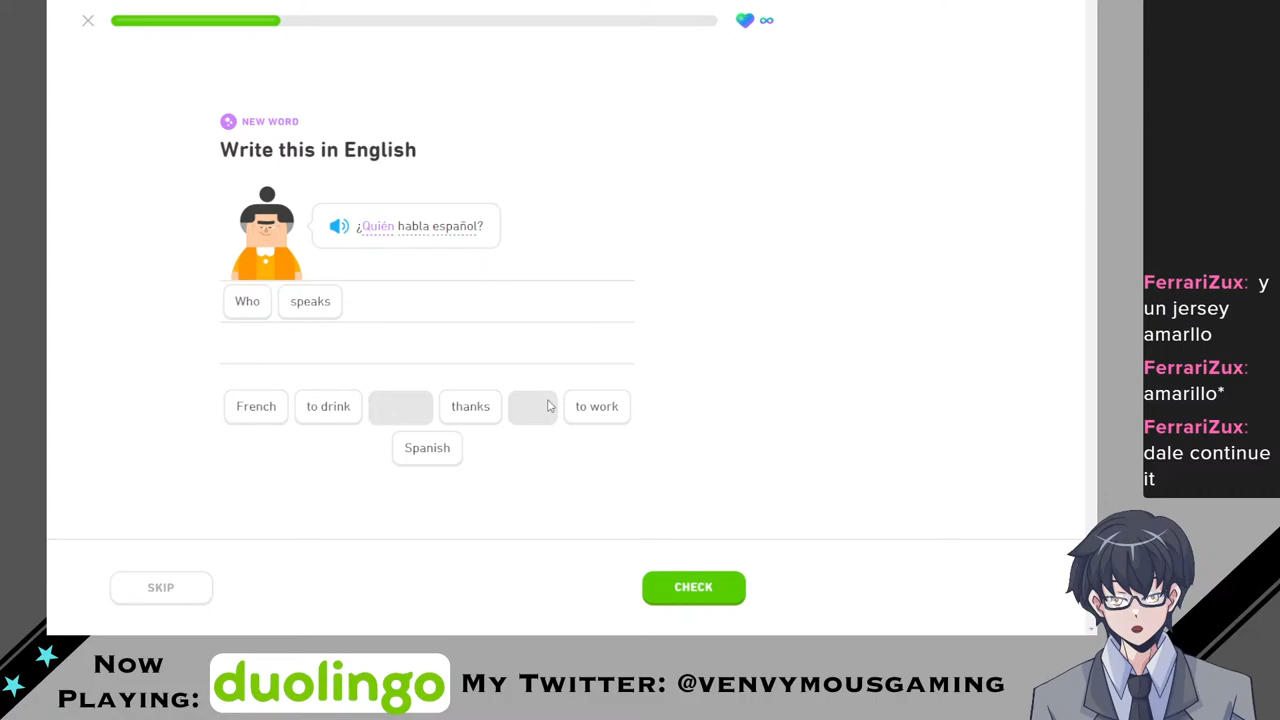 NEW WORD
Write this in English
¿Quién habla español?
Who speaks
French to drink thanks to work
Spanish
SKIP
CHECK
FerrariZux: y
un jersey
amarllo
FerrariZux:
amarillo*
FerrariZux:
dale continue
it
Now
Playing:
duolingo
My Twitter: @venvymousgaming